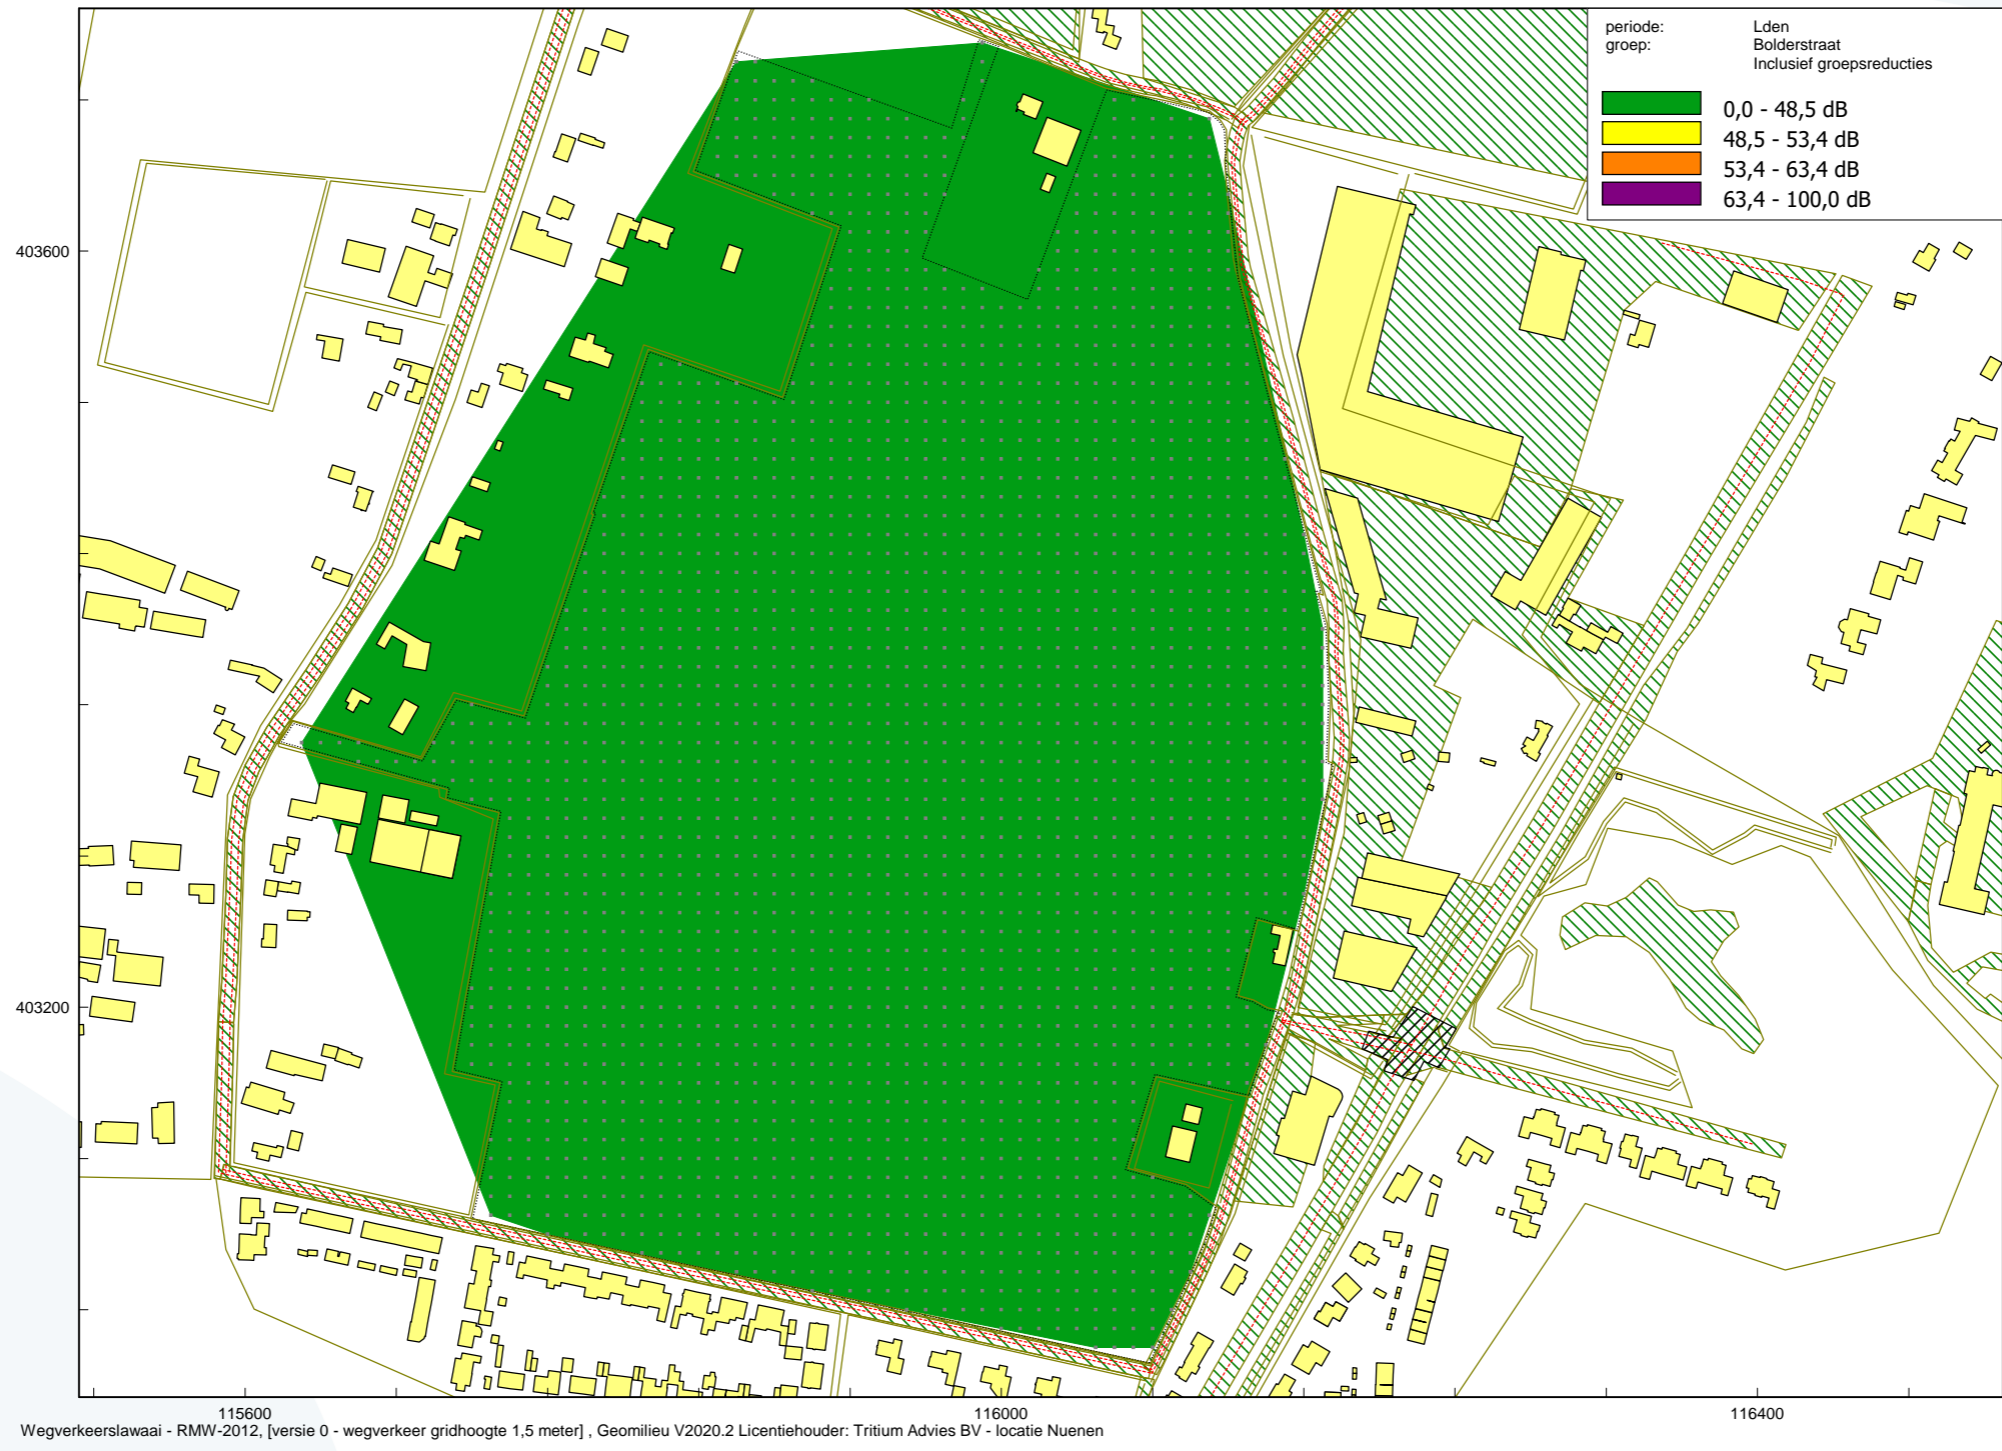 periode: Lden
groep: Bolderstraat
Inclusief groepsreducties
0,0 - 48,5 dB
48,5 - 53,4 dB
53,4 - 63,4 dB
63,4 - 100,0 dB
403600
403200
115600 116000 116400
Wegverkeerslawaai - RMW-2012, [versie 0 - wegverkeer gridhoogte 1,5 meter] , Geomilieu V2020.2 Licentiehouder: Tritium Advies BV - locatie Nuenen